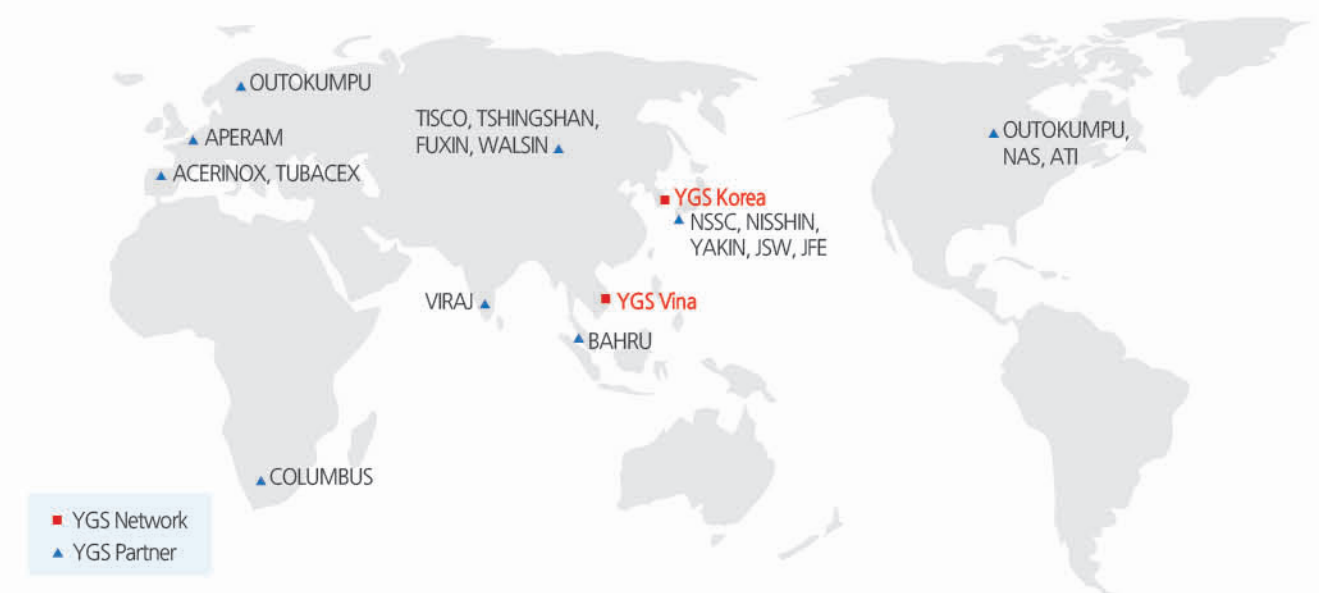 OUTOKUMPU
APERAM
ACERINOX, TUBACEX
TISCO, TSHINGSHAN,
FUXIN, WALSIN
YGS Korea
NSSC, NISSHIN,
YAKIN, JSW, JFE
VIRAJ
YGS Vina
BAHRU
COLUMBUS
OUTOKUMPU,
NAS, ATI
YGS Network
YGS Partner